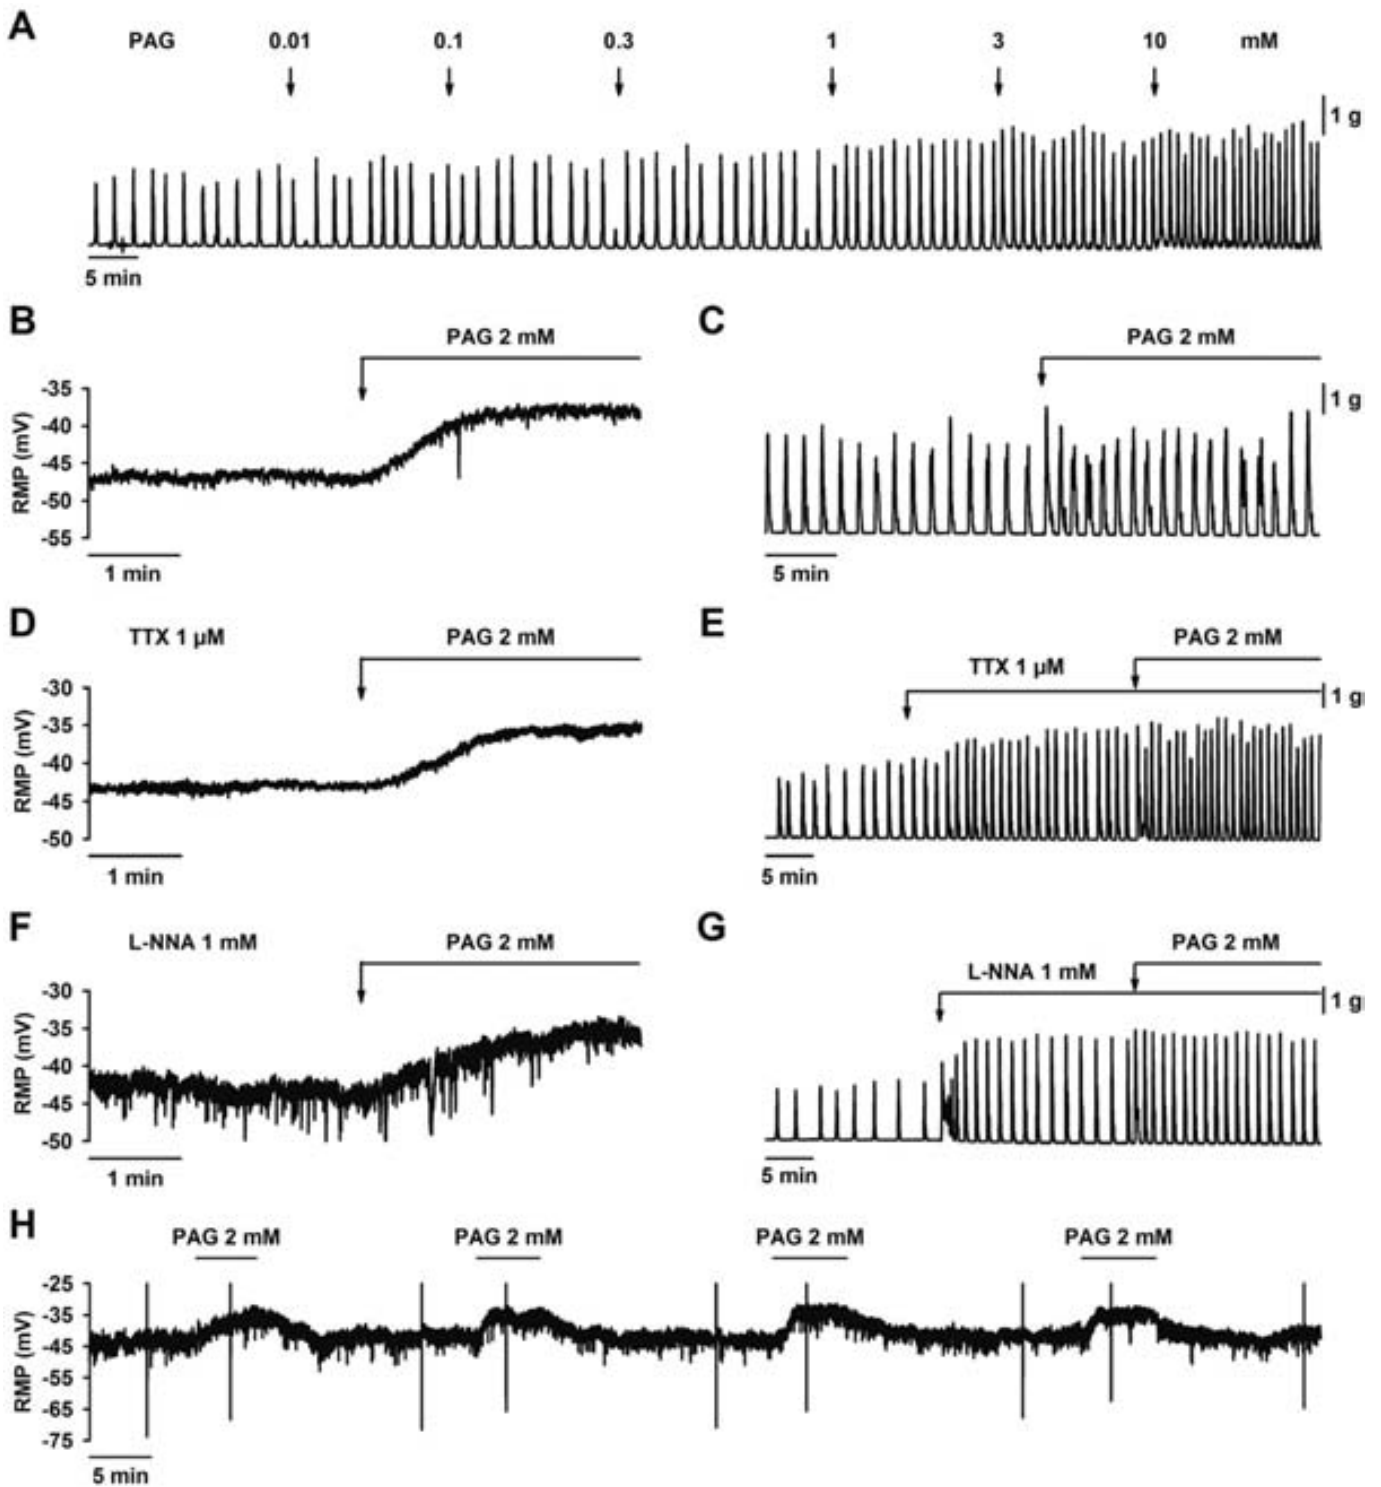 A
PAG 0.01 0.1 0.3 1 3 10 mM
1 g
5 min
B
PAG 2 mM
-35
-40
-45
-50
-55
RMP (mV)
1 min
C
PAG 2 mM
1 g
5 min
D
TTX 1 µM PAG 2 mM
-30
-35
-40
-45
-50
RMP (mV)
1 min
E
PAG 2 mM
TTX 1 µM
1 g
5 min
F
L-NNA 1 mM PAG 2 mM
-30
-35
-40
-45
-50
RMP (mV)
1 min
G
PAG 2 mM
L-NNA 1 mM
1 g
5 min
H
PAG 2 mM PAG 2 mM PAG 2 mM PAG 2 mM
-25
-35
-45
-55
-65
-75
RMP (mV)
5 min